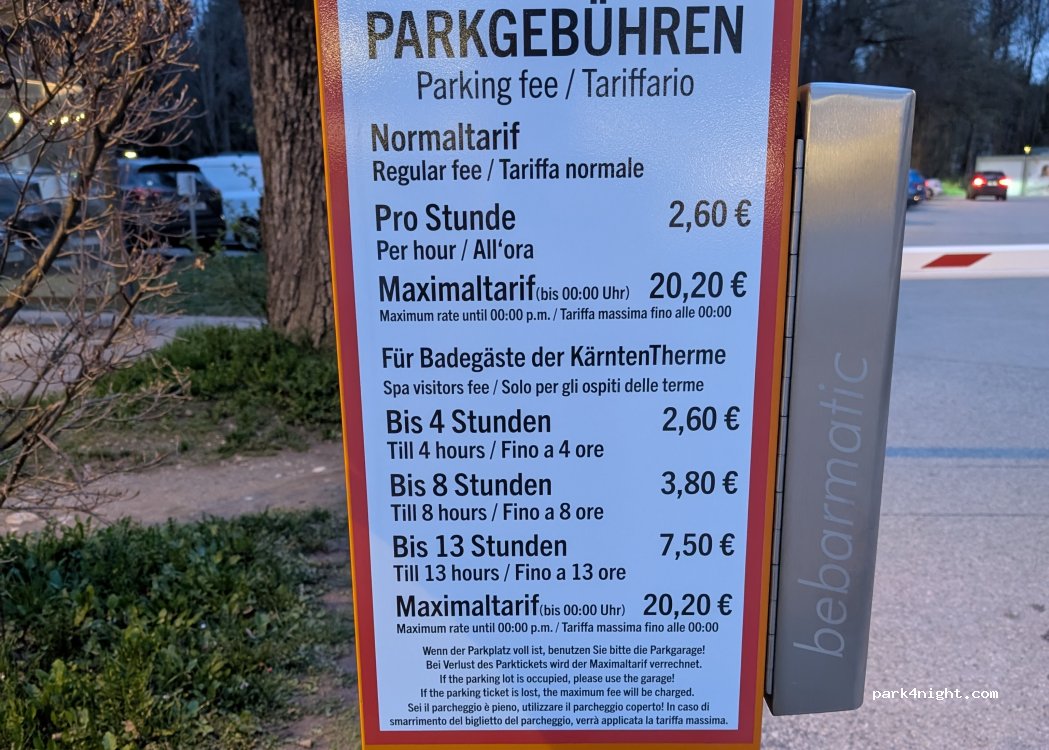 PARKGEBÜHREN
Parking fee / Tariffario
Normaltarif
Regular fee / Tariffa normale
Pro Stunde 2,60 €
Per hour / All‘ora
Maximaltarif (bis 00:00 Uhr) 20,20 €
Maximum rate until 00:00 p.m. / Tariffa massima fino alle 00:00
Für Badegäste der KärntenTherme
Spa visitors fee / Solo per gli ospiti delle terme
Bis 4 Stunden 2,60 €
Till 4 hours / Fino a 4 ore
Bis 8 Stunden 3,80 €
Till 8 hours / Fino a 8 ore
Bis 13 Stunden 7,50 €
Till 13 hours / Fino a 13 ore
Maximaltarif (bis 00:00 Uhr) 20,20 €
Maximum rate until 00:00 p.m. / Tariffa massima fino alle 00:00
Wenn der Parkplatz voll ist, benutzen Sie bitte die Parkgarage!
Bei Verlust des Parktickets wird der Maximaltarif verrechnet.
If the parking lot is occupied, please use the garage!
If the parking ticket is lost, the maximum fee will be charged.
Sei il parcheggio è pieno, utilizzare il parcheggio coperto! In caso di
smarrimento del biglietto del parcheggio, verrà applicata la tariffa massima.
bebarmatic
park4night.com